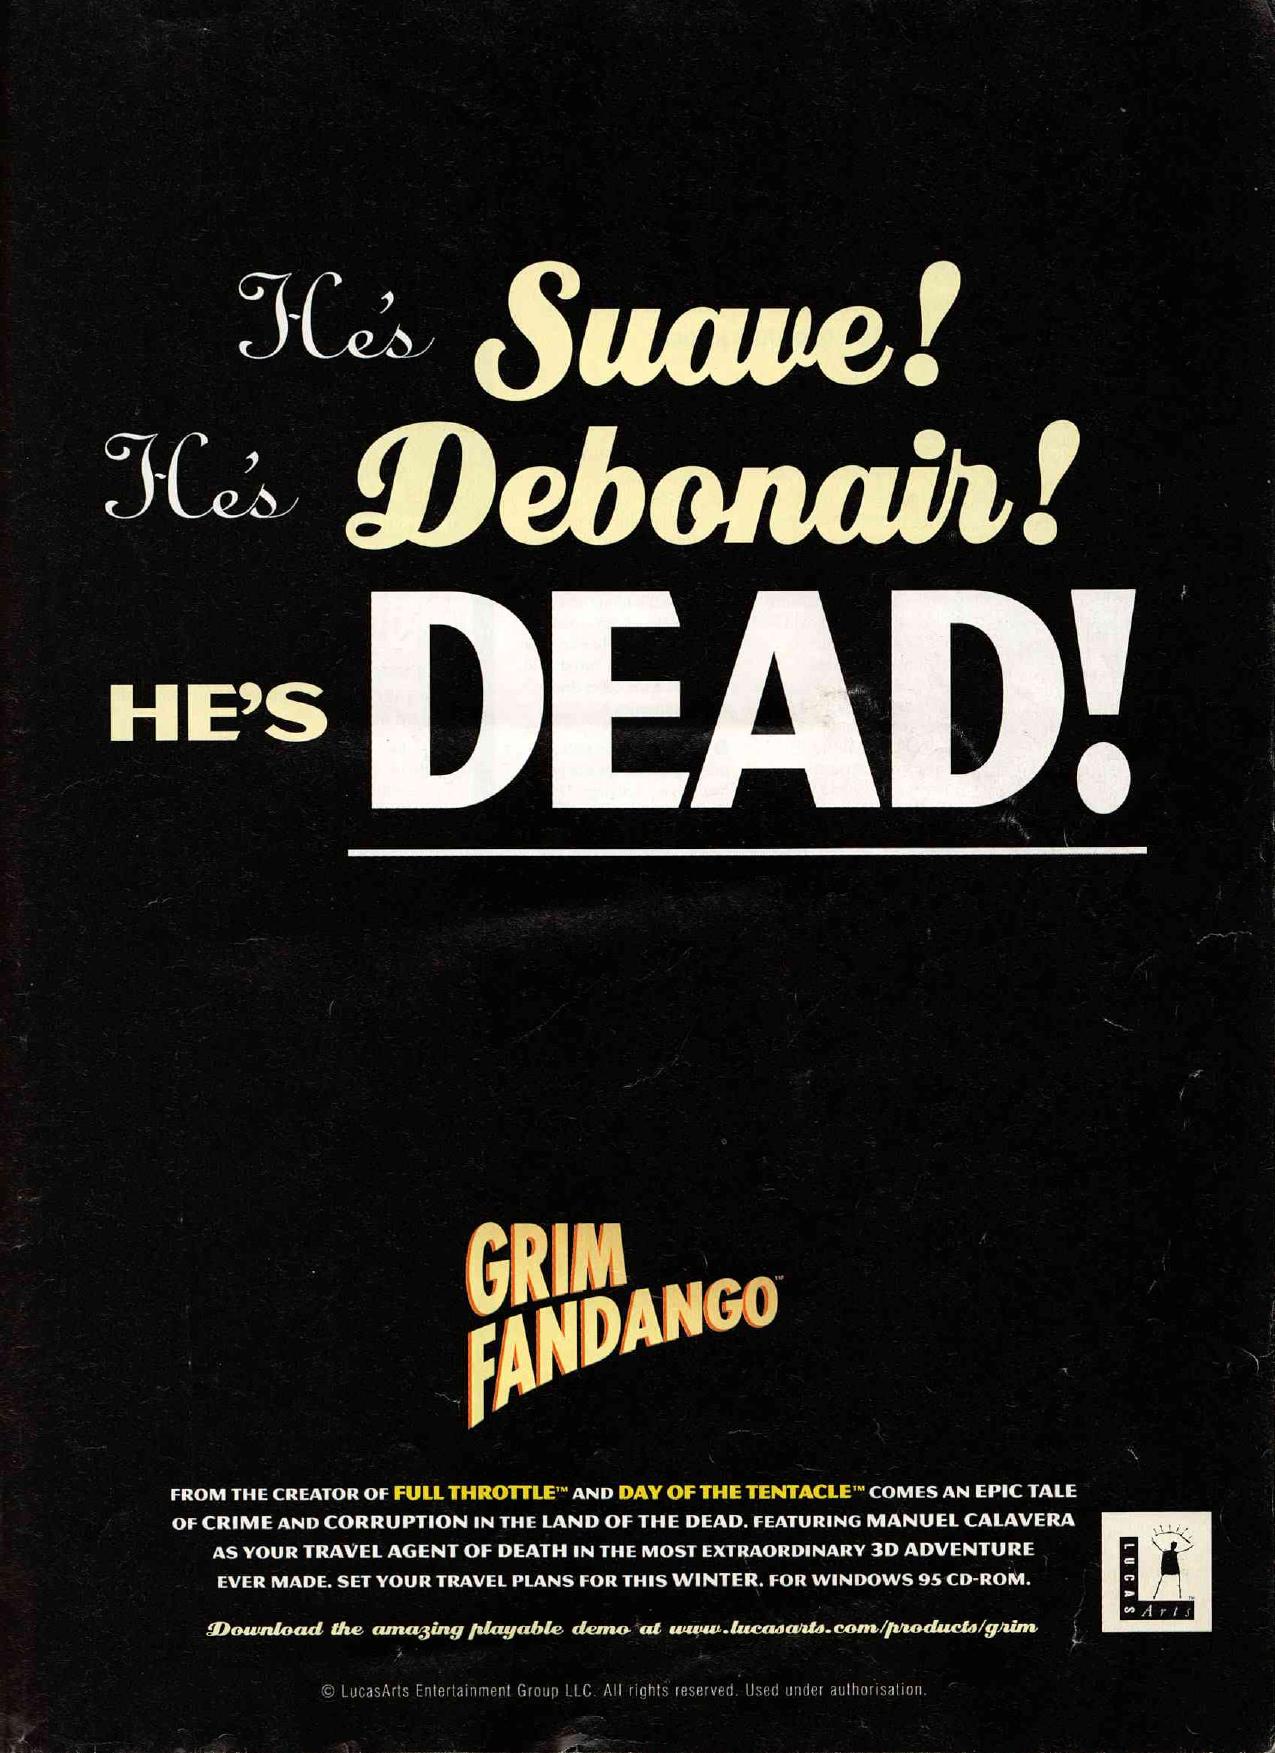 He's Suave!
He's Debonair!
HE'S DEAD!
GRIM
FANDANGO™
FROM THE CREATOR OF FULL THROTTLE™ AND DAY OF THE TENTACLE™ COMES AN EPIC TALE
OF CRIME AND CORRUPTION IN THE LAND OF THE DEAD. FEATURING MANUEL CALAVERA
AS YOUR TRAVEL AGENT OF DEATH IN THE MOST EXTRAORDINARY 3D ADVENTURE
EVER MADE. SET YOUR TRAVEL PLANS FOR THIS WINTER. FOR WINDOWS 95 CD-ROM.
LUCAS
Arts™
Download the amazing playable demo at www.lucasarts.com/products/grim
© LucasArts Entertainment Group LLC. All rights reserved. Used under authorisation.